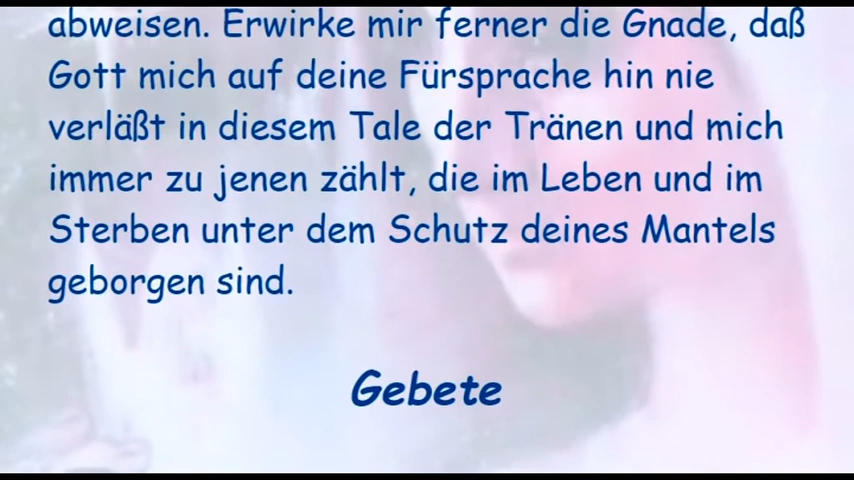 abweisen. Erwirke mir ferner die Gnade, daß
Gott mich auf deine Fürsprache hin nie
verläßt in diesem Tale der Tränen und mich
immer zu jenen zählt, die im Leben und im
Sterben unter dem Schutz deines Mantels
geborgen sind.
Gebete